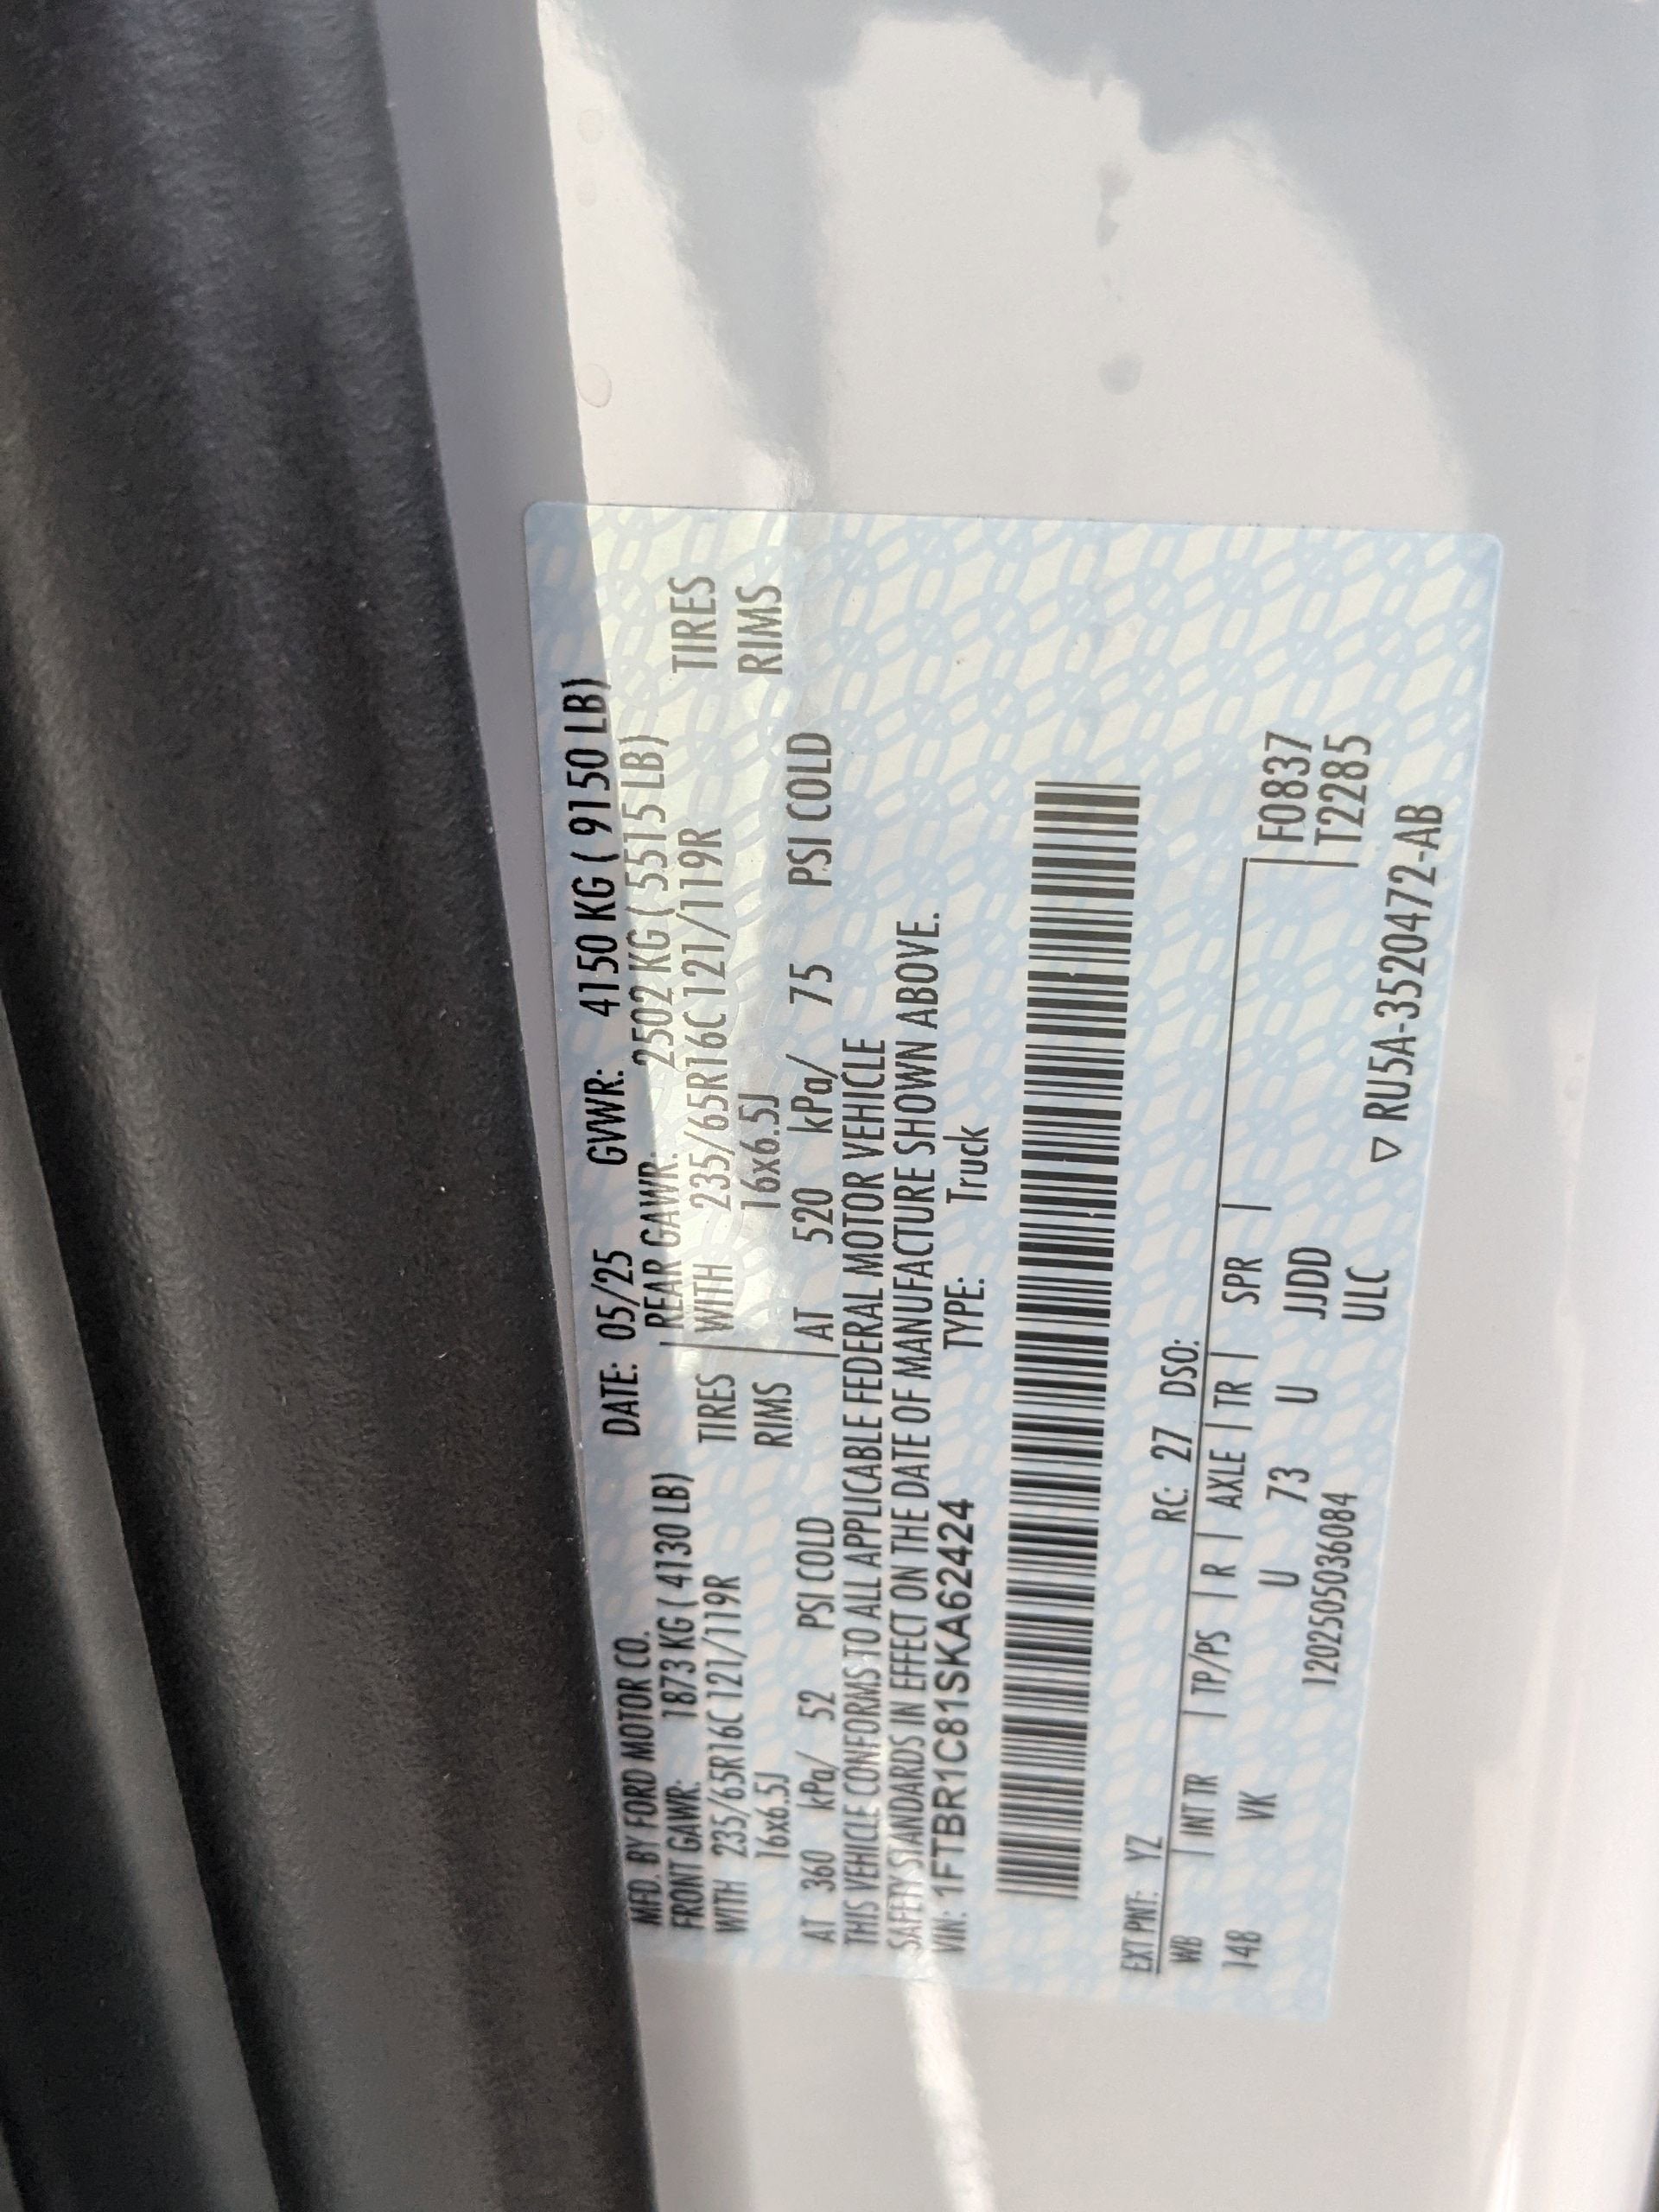 MFD. BY FORD MOTOR CO. DATE: 05/25 GVWR: 4150 KG ( 9150 LB)
FRONT GAWR: 1873 KG ( 4130 LB) REAR GAWR: 2502 KG ( 5515 LB)
WITH 235/65R16C 121/119R TIRES WITH 235/65R16C 121/119R TIRES
16x6.5J RIMS 16x6.5J RIMS
AT 360 kPa/ 52 PSI COLD AT 520 kPa/ 75 PSI COLD
THIS VEHICLE CONFORMS TO ALL APPLICABLE FEDERAL MOTOR VEHICLE
SAFETY STANDARDS IN EFFECT ON THE DATE OF MANUFACTURE SHOWN ABOVE.
VIN: 1FTBR1C81SKA62424 TYPE: Truck
EXT PNT: YZ RC: 27 DSO:
WB | INT TR | TP/PS | R | AXLE | TR | SPR | F0837
148 VK U 73 U JJDD T2285
1202505036084 ULC
▽ RU5A-3520472-AB